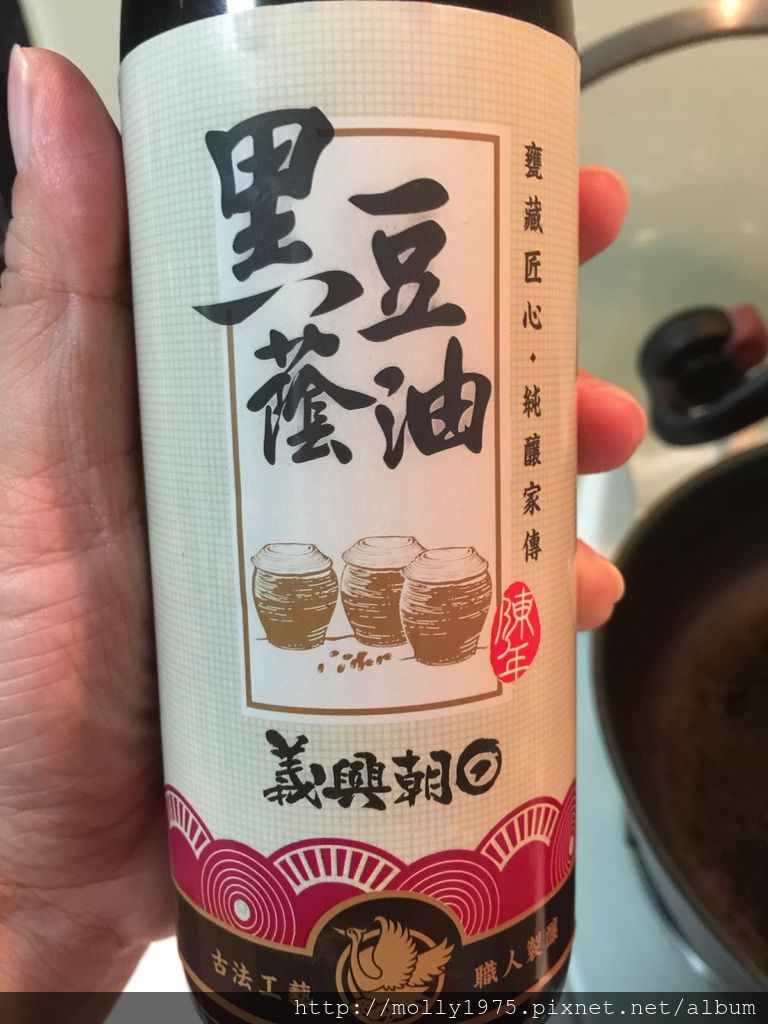 黑豆
蔭油
甕藏匠心·純釀家傳
陳年
義興朝日
古法工藝
職人製釀
http://molly1975.pixnet.net/album